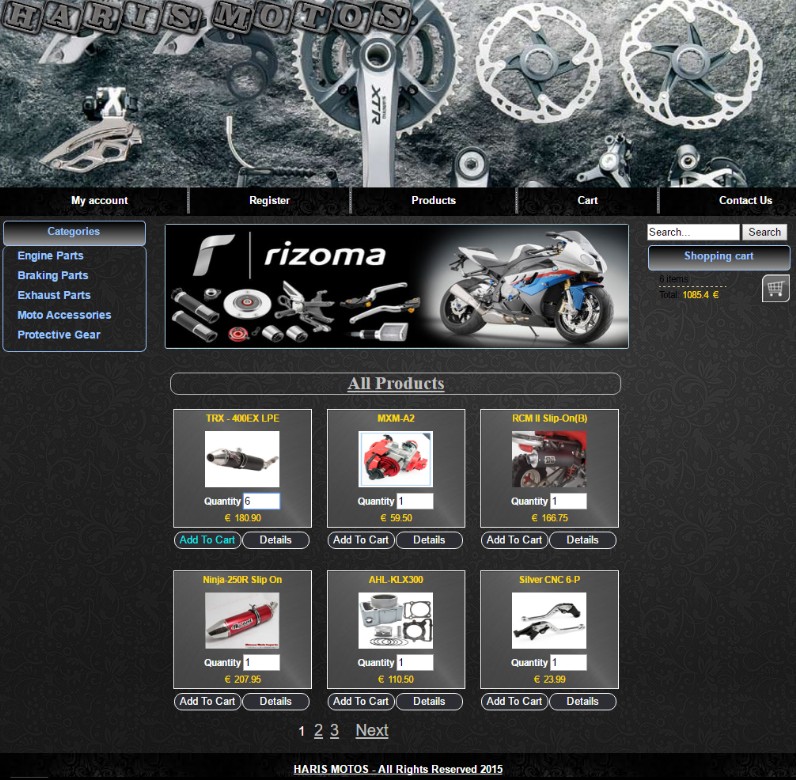 HARIS MOTOS
XTR
My account
Register
Products
Cart
Contact Us
Categories
Engine Parts
Braking Parts
Exhaust Parts
Moto Accessories
Protective Gear
rizoma
Search...
Search
Shopping cart
6 items
Total: 1085.4 €
All Products
TRX - 400EX LPE
Quantity 6
€ 180.90
Add To Cart
Details
MXM-A2
Quantity 1
€ 59.50
Add To Cart
Details
RCM II Slip-On(B)
Quantity 1
€ 166.75
Add To Cart
Details
Ninja-250R Slip On
Quantity 1
€ 207.95
Add To Cart
Details
AHL-KLX300
Quantity 1
€ 110.50
Add To Cart
Details
Silver CNC 6-P
Quantity 1
€ 23.99
Add To Cart
Details
1 2 3 Next
HARIS MOTOS - All Rights Reserved 2015